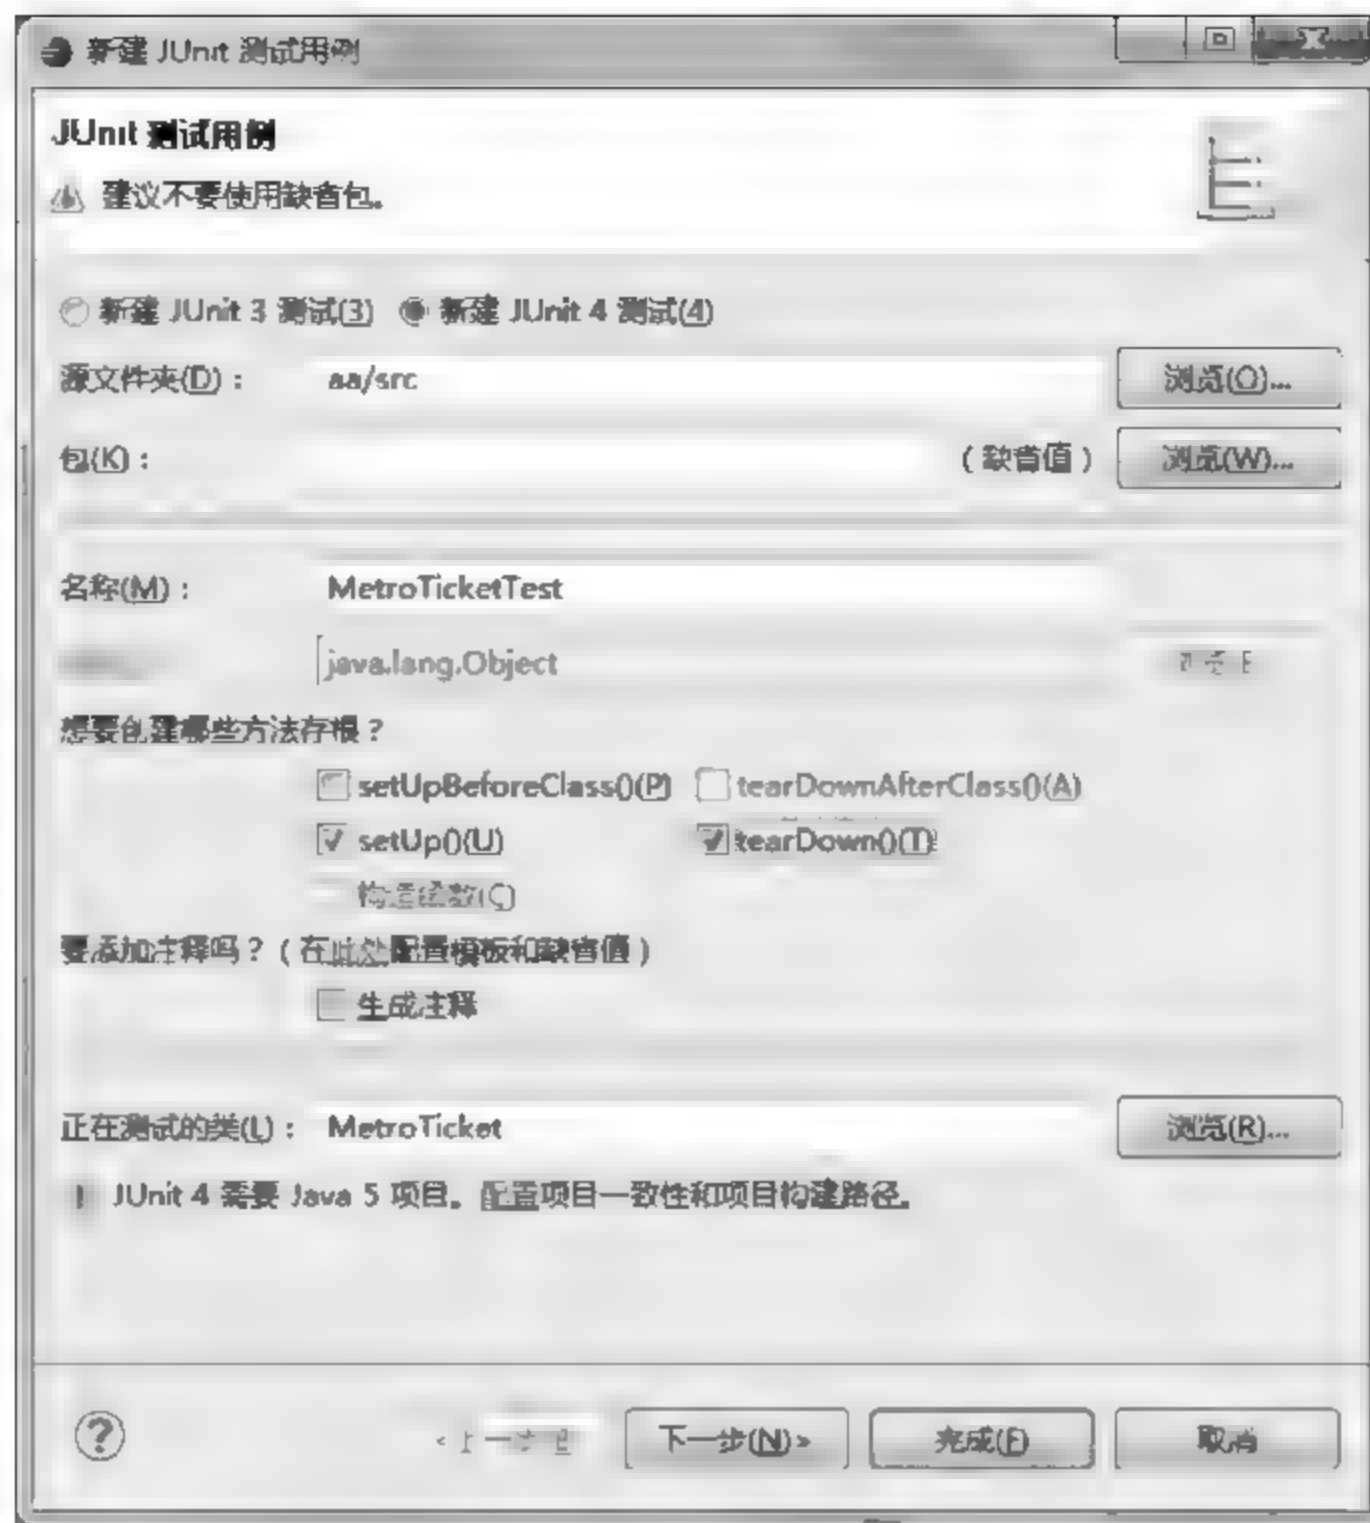 新建 JUnit 测试用例
JUnit 测试用例
建议不要使用缺省包。
新建 JUnit 3 测试(3) 新建 JUnit 4 测试(4)
源文件夹(D)： aa/src 浏览(O)...
包(K)： （缺省值） 浏览(W)...
名称(M)： MetroTicketTest
java.lang.Object
想要创建哪些方法存根？
setUpBeforeClass()(P) tearDownAfterClass()(A)
setUp()(U) tearDown()(T)
构造函数(C)
要添加注释吗？（在此处配置模板和缺省值）
生成注释
正在测试的类(L)： MetroTicket 浏览(R)...
JUnit 4 需要 Java 5 项目。配置项目一致性和项目构建路径。
下一步(N)> 完成(F) 取消